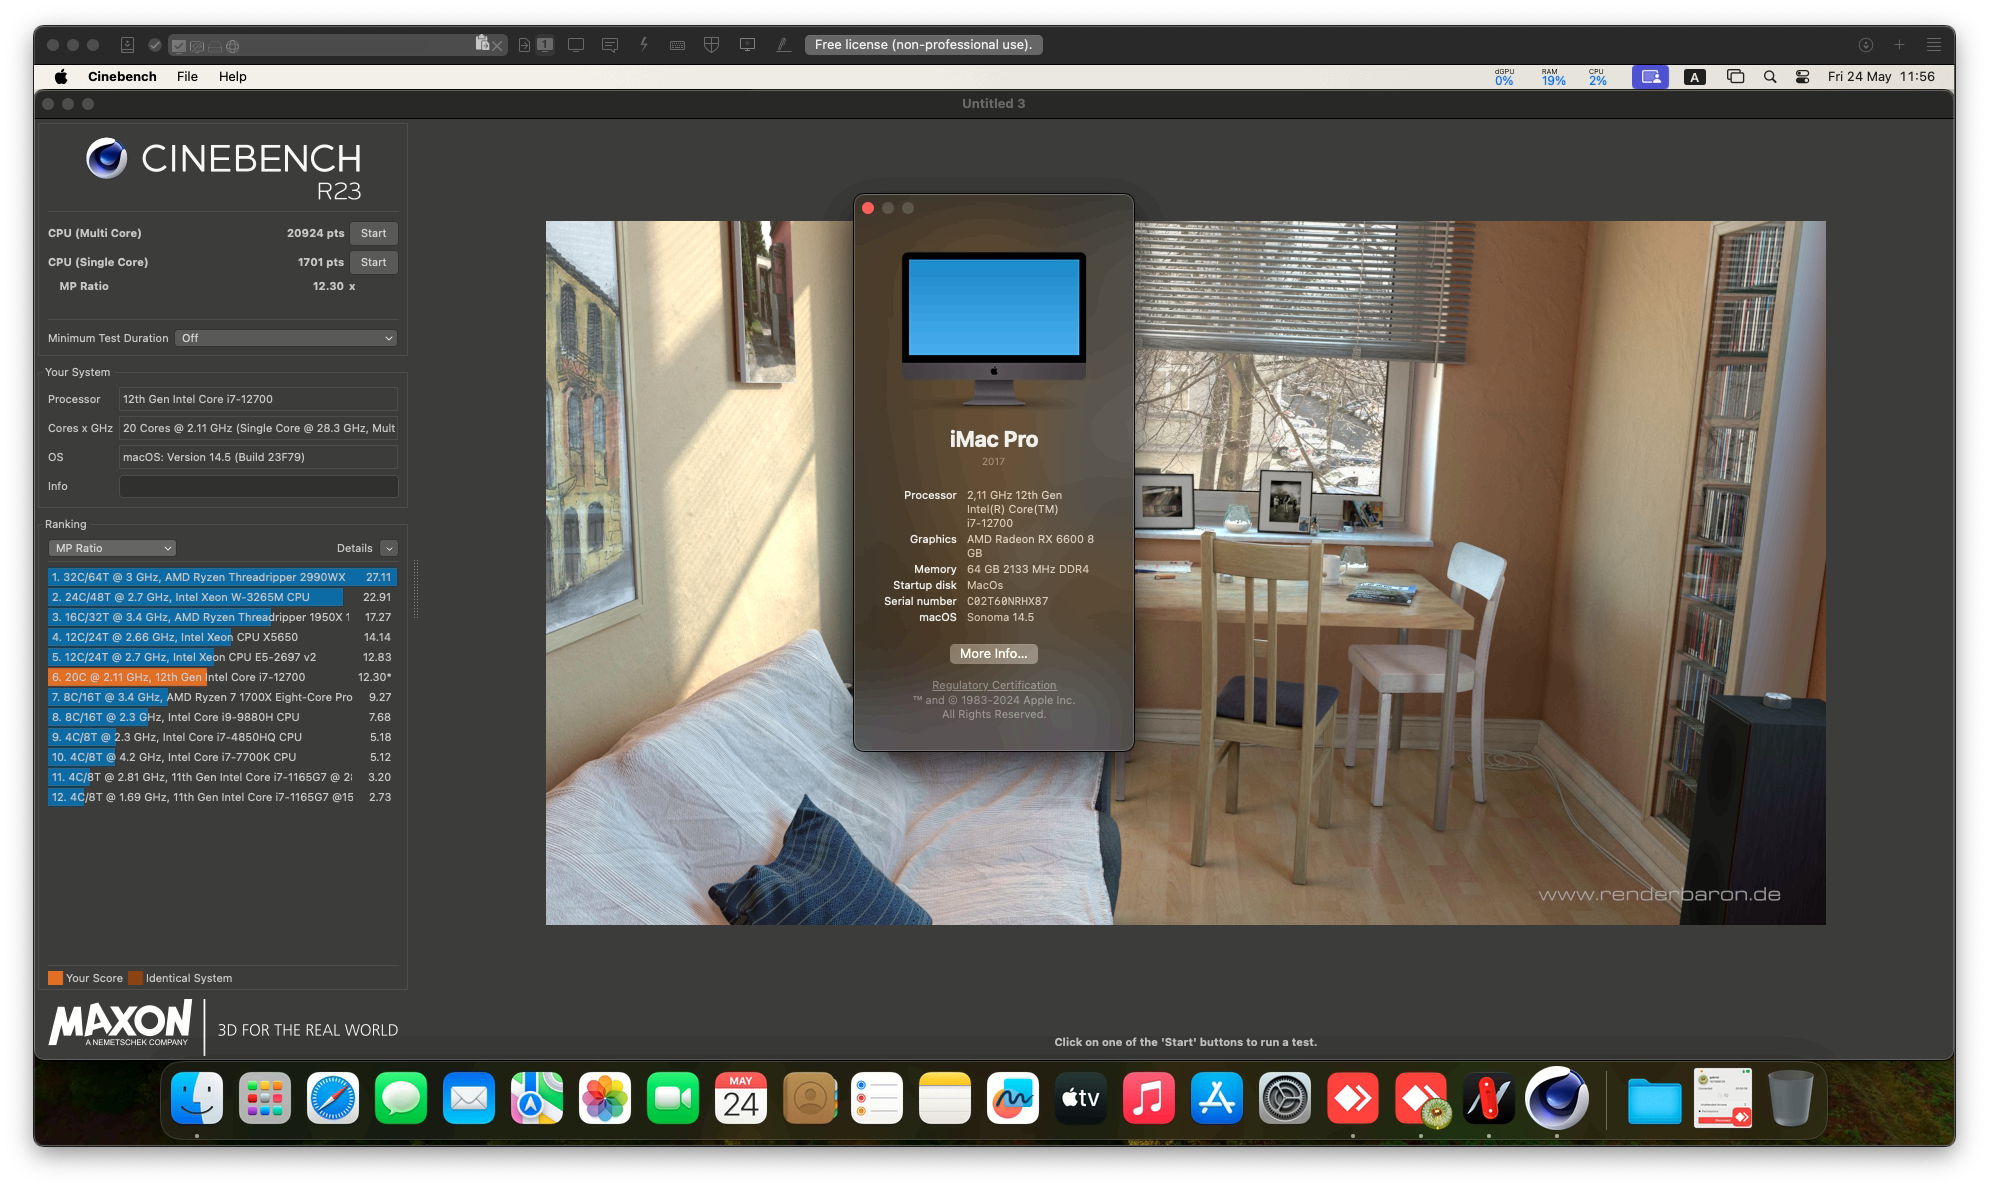 1
Free license (non-professional use).
Cinebench File Help
dGPU 0% RAM 19% CPU 2% A Fri 24 May 11:56
Untitled 3
CINEBENCH
R23
CPU (Multi Core) 20924 pts Start
CPU (Single Core) 1701 pts Start
MP Ratio 12.30 x
Minimum Test Duration Off
Your System
Processor 12th Gen Intel Core i7-12700
Cores x GHz 20 Cores @ 2.11 GHz (Single Core @ 28.3 GHz, Mult
OS macOS: Version 14.5 (Build 23F79)
Info
Ranking
MP Ratio Details
1. 32C/64T @ 3 GHz, AMD Ryzen Threadripper 2990WX 27.11
2. 24C/48T @ 2.7 GHz, Intel Xeon W-3265M CPU 22.91
3. 16C/32T @ 3.4 GHz, AMD Ryzen Threadripper 1950X 1 17.27
4. 12C/24T @ 2.66 GHz, Intel Xeon CPU X5650 14.14
5. 12C/24T @ 2.7 GHz, Intel Xeon CPU E5-2697 v2 12.83
6. 20C @ 2.11 GHz, 12th Gen Intel Core i7-12700 12.30*
7. 8C/16T @ 3.4 GHz, AMD Ryzen 7 1700X Eight-Core Pro 9.27
8. 8C/16T @ 2.3 GHz, Intel Core i9-9880H CPU 7.68
9. 4C/8T @ 2.3 GHz, Intel Core i7-4850HQ CPU 5.18
10. 4C/8T @ 4.2 GHz, Intel Core i7-7700K CPU 5.12
11. 4C/8T @ 2.81 GHz, 11th Gen Intel Core i7-1165G7 @ 28 3.20
12. 4C/8T @ 1.69 GHz, 11th Gen Intel Core i7-1165G7 @15 2.73
Your Score Identical System
MAXON
A NEMETSCHEK COMPANY
3D FOR THE REAL WORLD
iMac Pro
2017
Processor 2,11 GHz 12th Gen
Intel(R) Core(TM)
i7-12700
Graphics AMD Radeon RX 6600 8
GB
Memory 64 GB 2133 MHz DDR4
Startup disk MacOs
Serial number C02T60NRHX87
macOS Sonoma 14.5
More Info...
Regulatory Certification
™ and © 1983-2024 Apple Inc.
All Rights Reserved.
www.renderbaron.de
Click on one of the 'Start' buttons to run a test.
MAY
24
tv